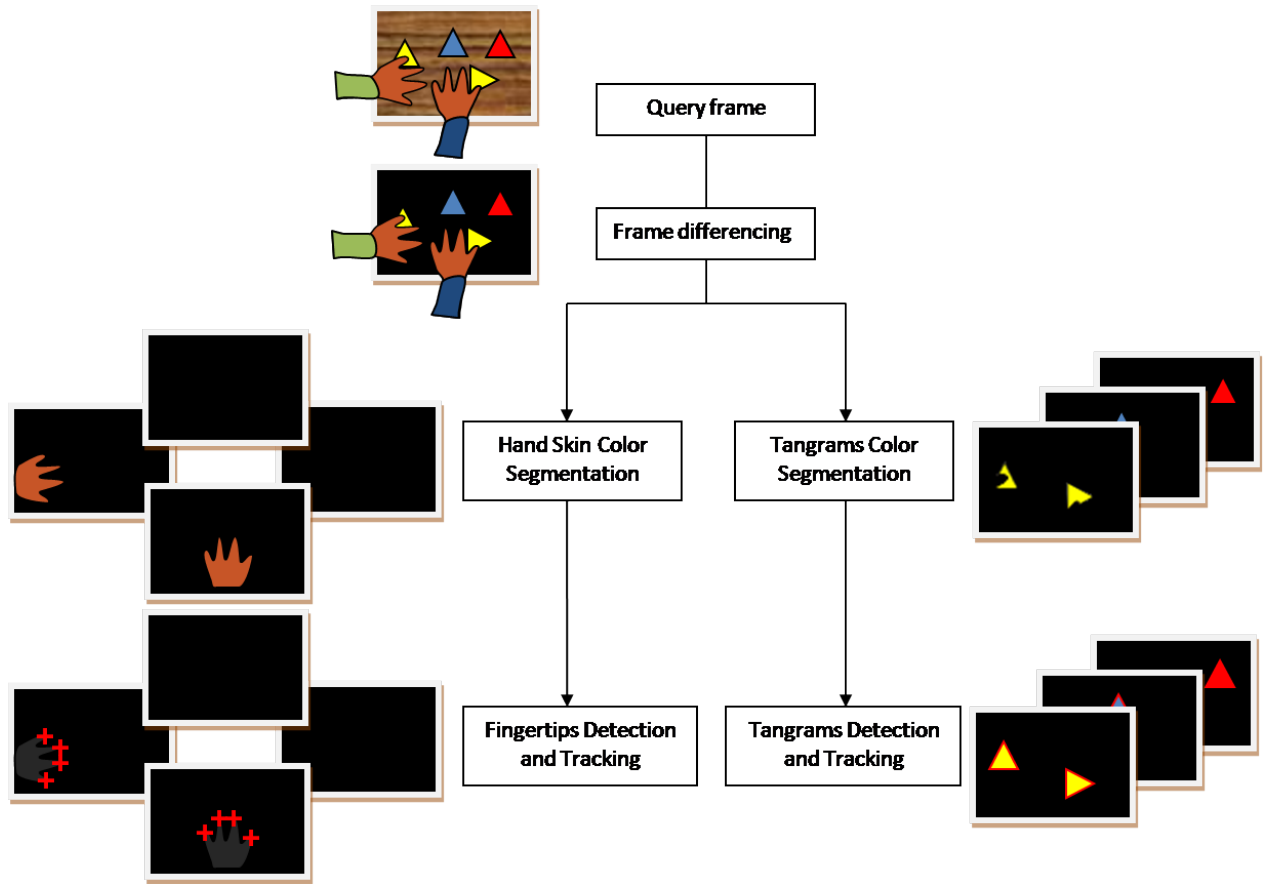 Query frame
Frame differencing
Hand Skin Color
Segmentation
Tangrams Color
Segmentation
Fingertips Detection
and Tracking
Tangrams Detection
and Tracking